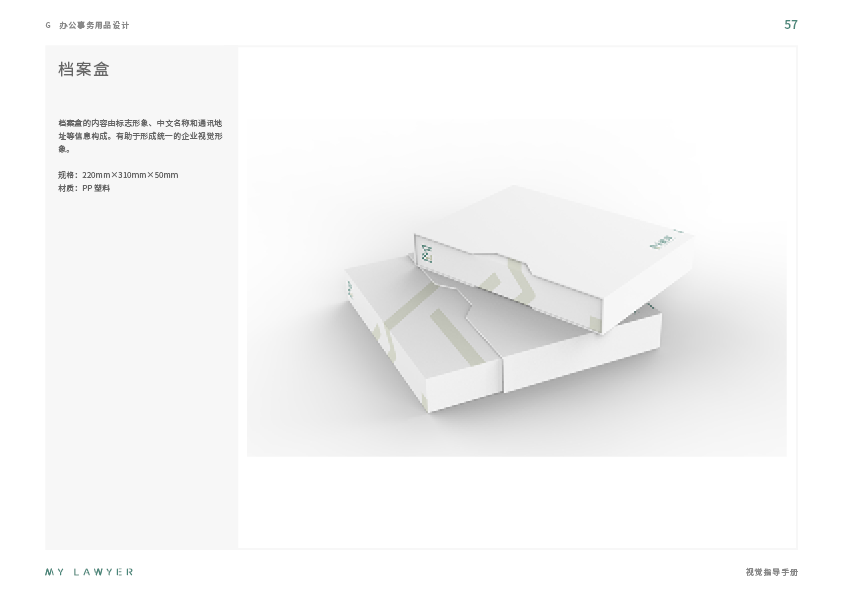 G 办公事务用品设计
57
档案盒
档案盒的内容由标志形象、中文名称和通讯地
址等信息构成。有助于形成统一的企业视觉形
象。
规格：220mm×310mm×50mm
材质：PP 塑料
MY LAWYER
视觉指导手册